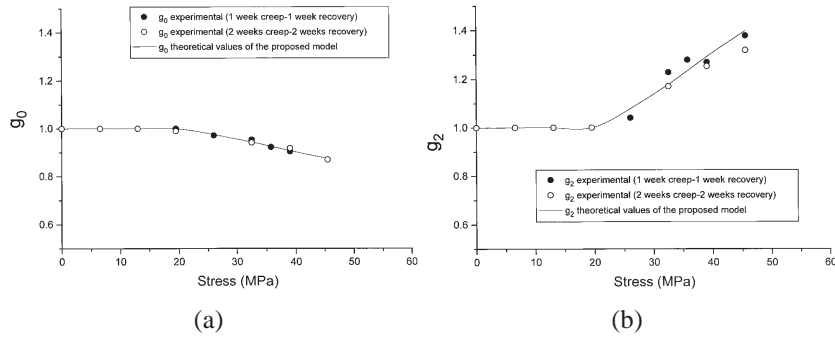 g0 experimental (1 week creep-1 week recovery)
g0 experimental (2 weeks creep-2 weeks recovery)
g0 theoretical values of the proposed model
1.4
1.2
1.0
0.8
0.6
g0
0 10 20 30 40 50 60
Stress (MPa)
(a)
1.4
1.2
1.0
0.8
0.6
g2
g2 experimental (1 week creep-1 week recovery)
g2 experimental (2 weeks creep-2 weeks recovery)
g2 theoretical values of the proposed model
0 10 20 30 40 50 60
Stress (MPa)
(b)